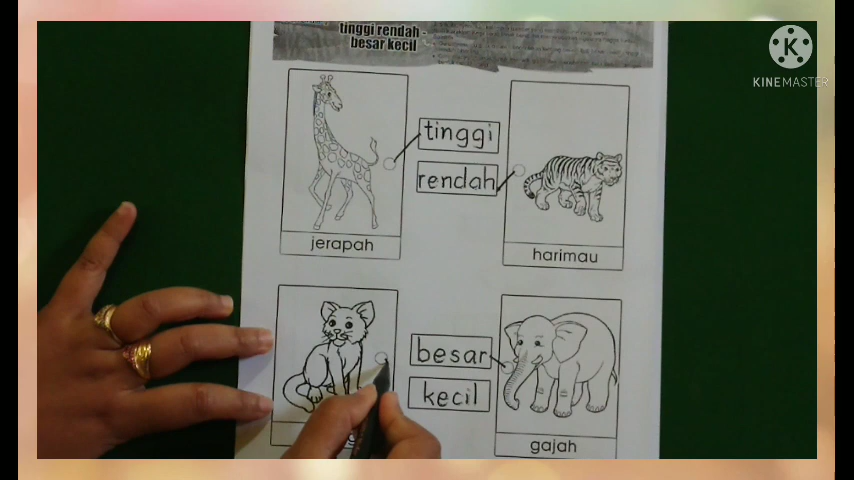 tinggi rendah -
besar kecil
KINEMASTER
tinggi
rendah
jerapah
harimau
besar
kecil
gajah